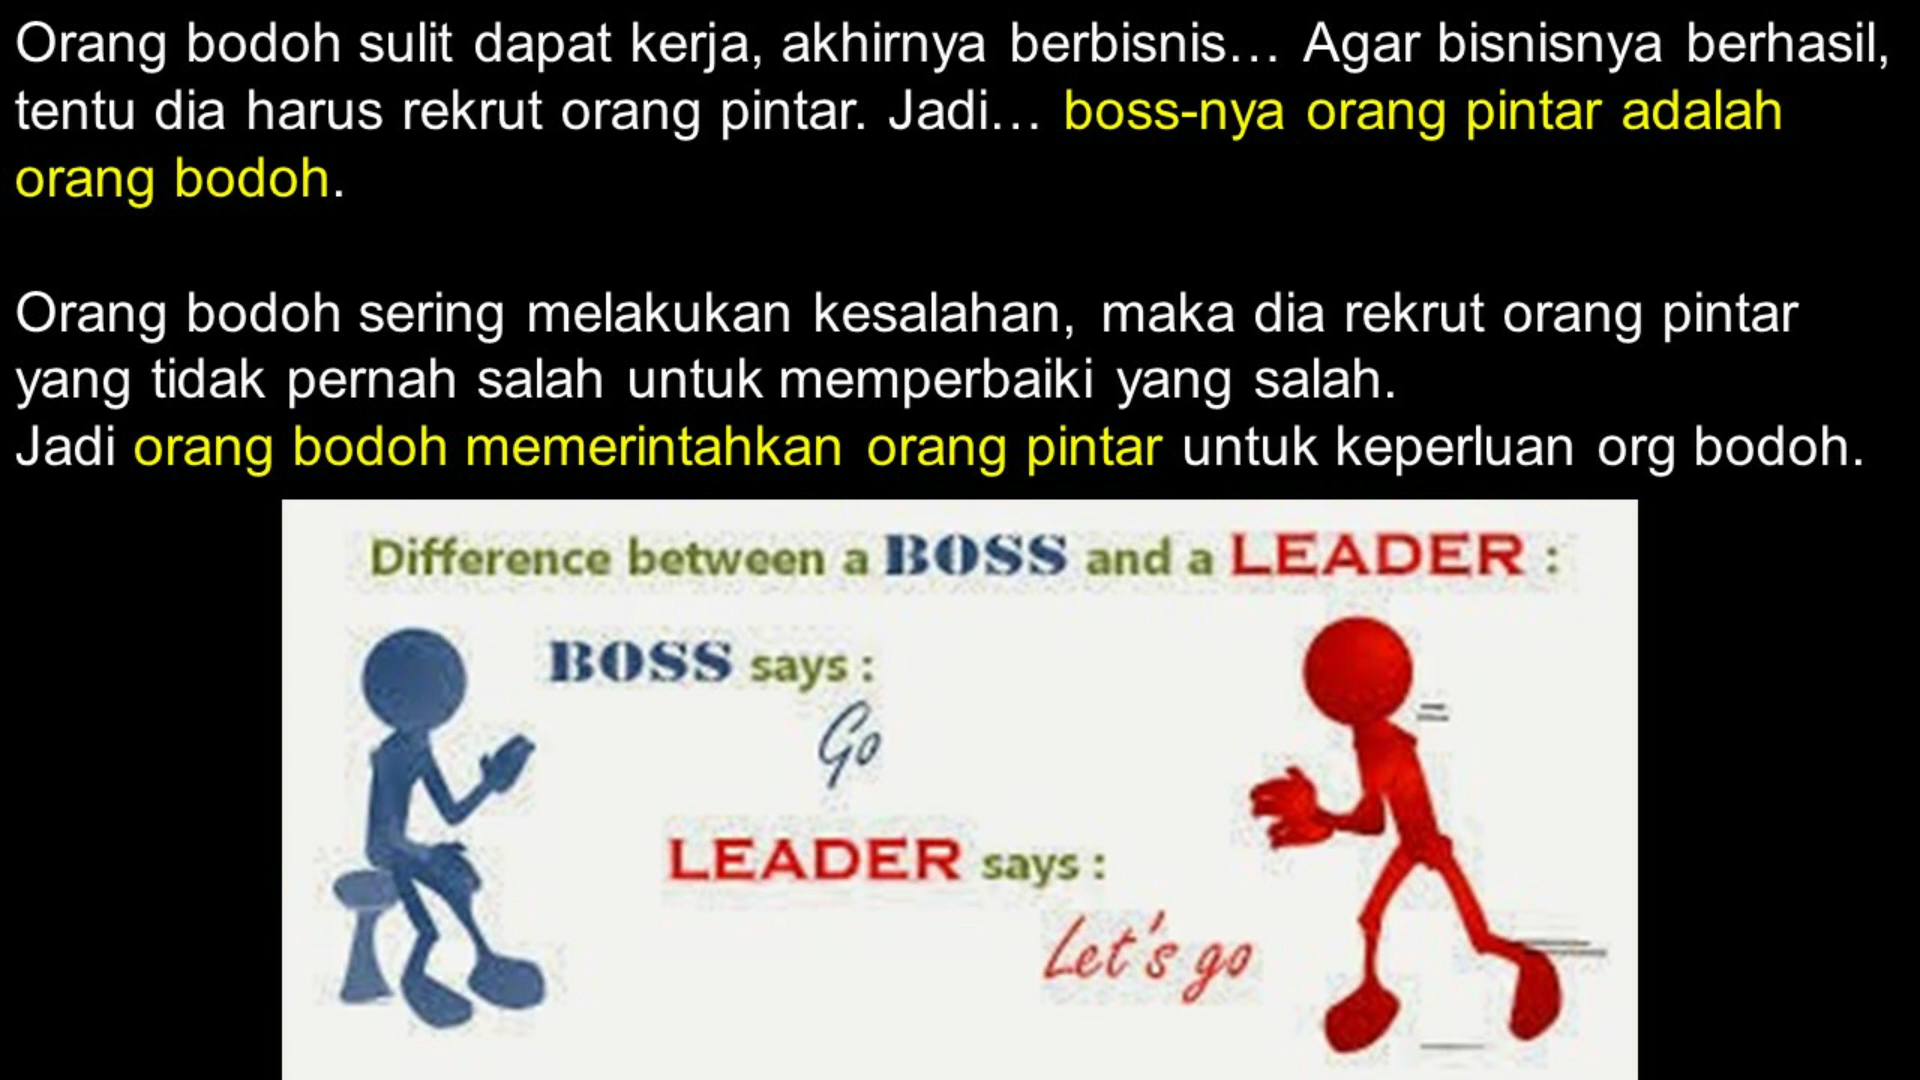 Orang bodoh sulit dapat kerja, akhirnya berbisnis... Agar bisnisnya berhasil,
tentu dia harus rekrut orang pintar. Jadi... boss-nya orang pintar adalah
orang bodoh.
Orang bodoh sering melakukan kesalahan, maka dia rekrut orang pintar
yang tidak pernah salah untuk memperbaiki yang salah.
Jadi orang bodoh memerintahkan orang pintar untuk keperluan org bodoh.
Difference between a BOSS and a LEADER :
BOSS says :
Go
LEADER says :
Let's go